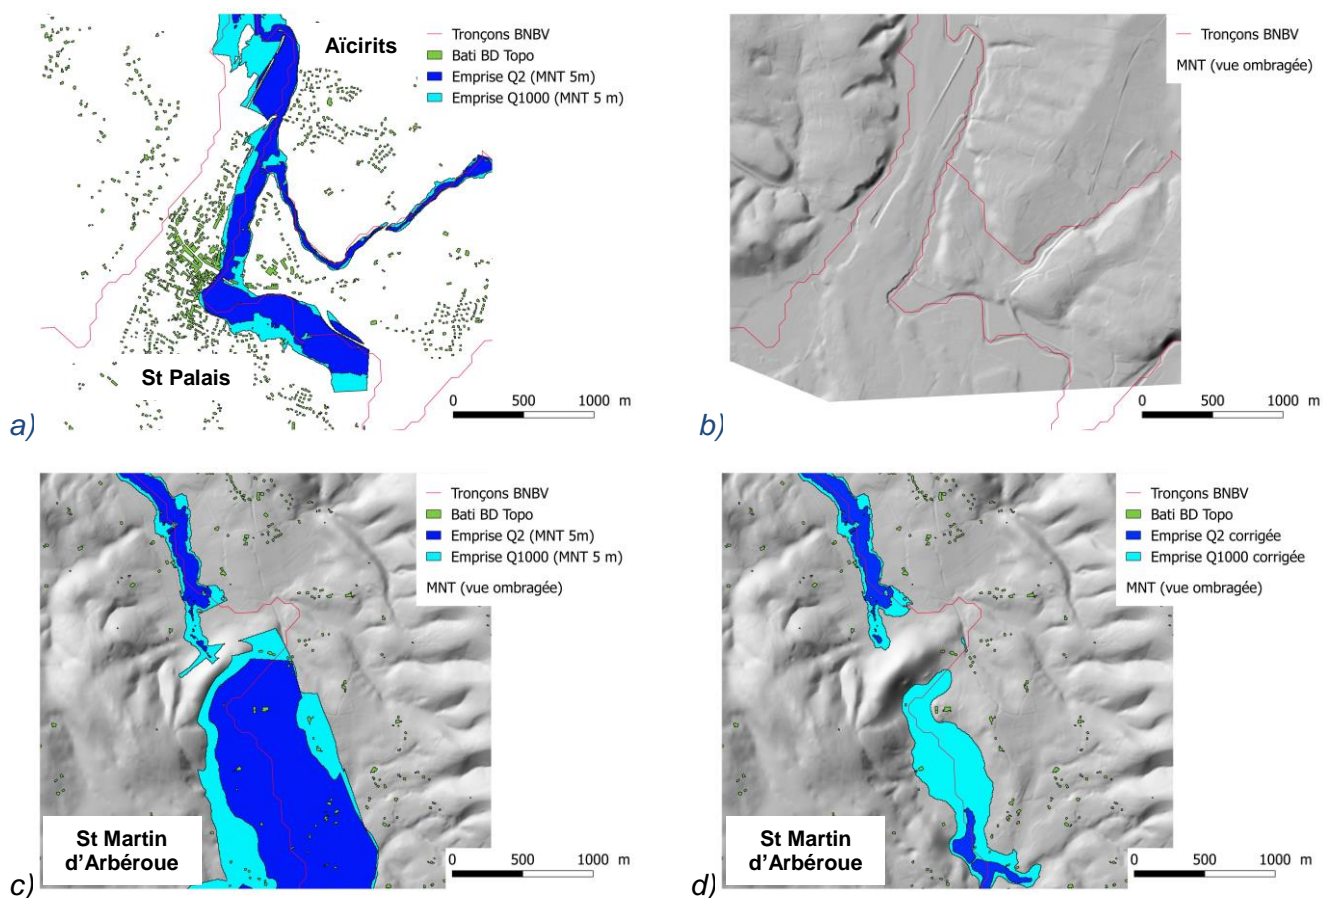 Aïcirits
Tronçons BNBV
Bati BD Topo
Emprise Q2 (MNT 5m)
Emprise Q1000 (MNT 5 m)
St Palais
0 500 1000 m
a)
Tronçons BNBV
MNT (vue ombragée)
0 500 1000 m
b)
Tronçons BNBV
Bati BD Topo
Emprise Q2 (MNT 5m)
Emprise Q1000 (MNT 5 m)
MNT (vue ombragée)
St Martin
d'Arbéroue
0 500 1000 m
c)
Tronçons BNBV
Bati BD Topo
Emprise Q2 corrigée
Emprise Q1000 corrigée
MNT (vue ombragée)
St Martin
d'Arbéroue
0 500 1000 m
d)